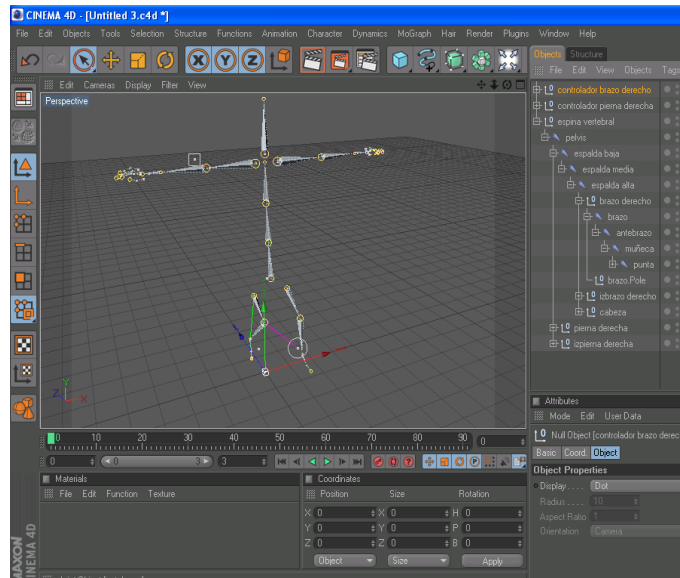 CINEMA 4D - [Untitled 3.c4d *]
File Edit Objects Tools Selection Structure Functions Animation Character Dynamics MoGraph Hair Render Plugins Window Help
X Y Z
Objects Structure
Edit Cameras Display Filter View
File Edit View Objects Tags
Perspective
controlador brazo derecho
controlador pierna derecha
espina vertebral
pelvis
espalda baja
espalda media
espalda alta
brazo derecho
brazo
antebrazo
muñeca
punta
brazo.Pole
izbrazo derecho
cabeza
pierna derecha
izpierna derecha
Y
Z X
0 10 20 30 40 50 60 70 80 90 0
0 0 3 3
Attributes
Mode Edit User Data
Null Object [controlador brazo derec
Basic Coord. Object
Object Properties
Display . . . . Dot
Radius . . . . 10
Aspect Ratio 1
Orientation Camera
Materials
File Edit Function Texture
Coordinates
Position Size Rotation
X 0 X 0 H 0
Y 0 Y 0 P 0
Z 0 Z 0 B 0
Object Size Apply
MAXON
CINEMA 4D